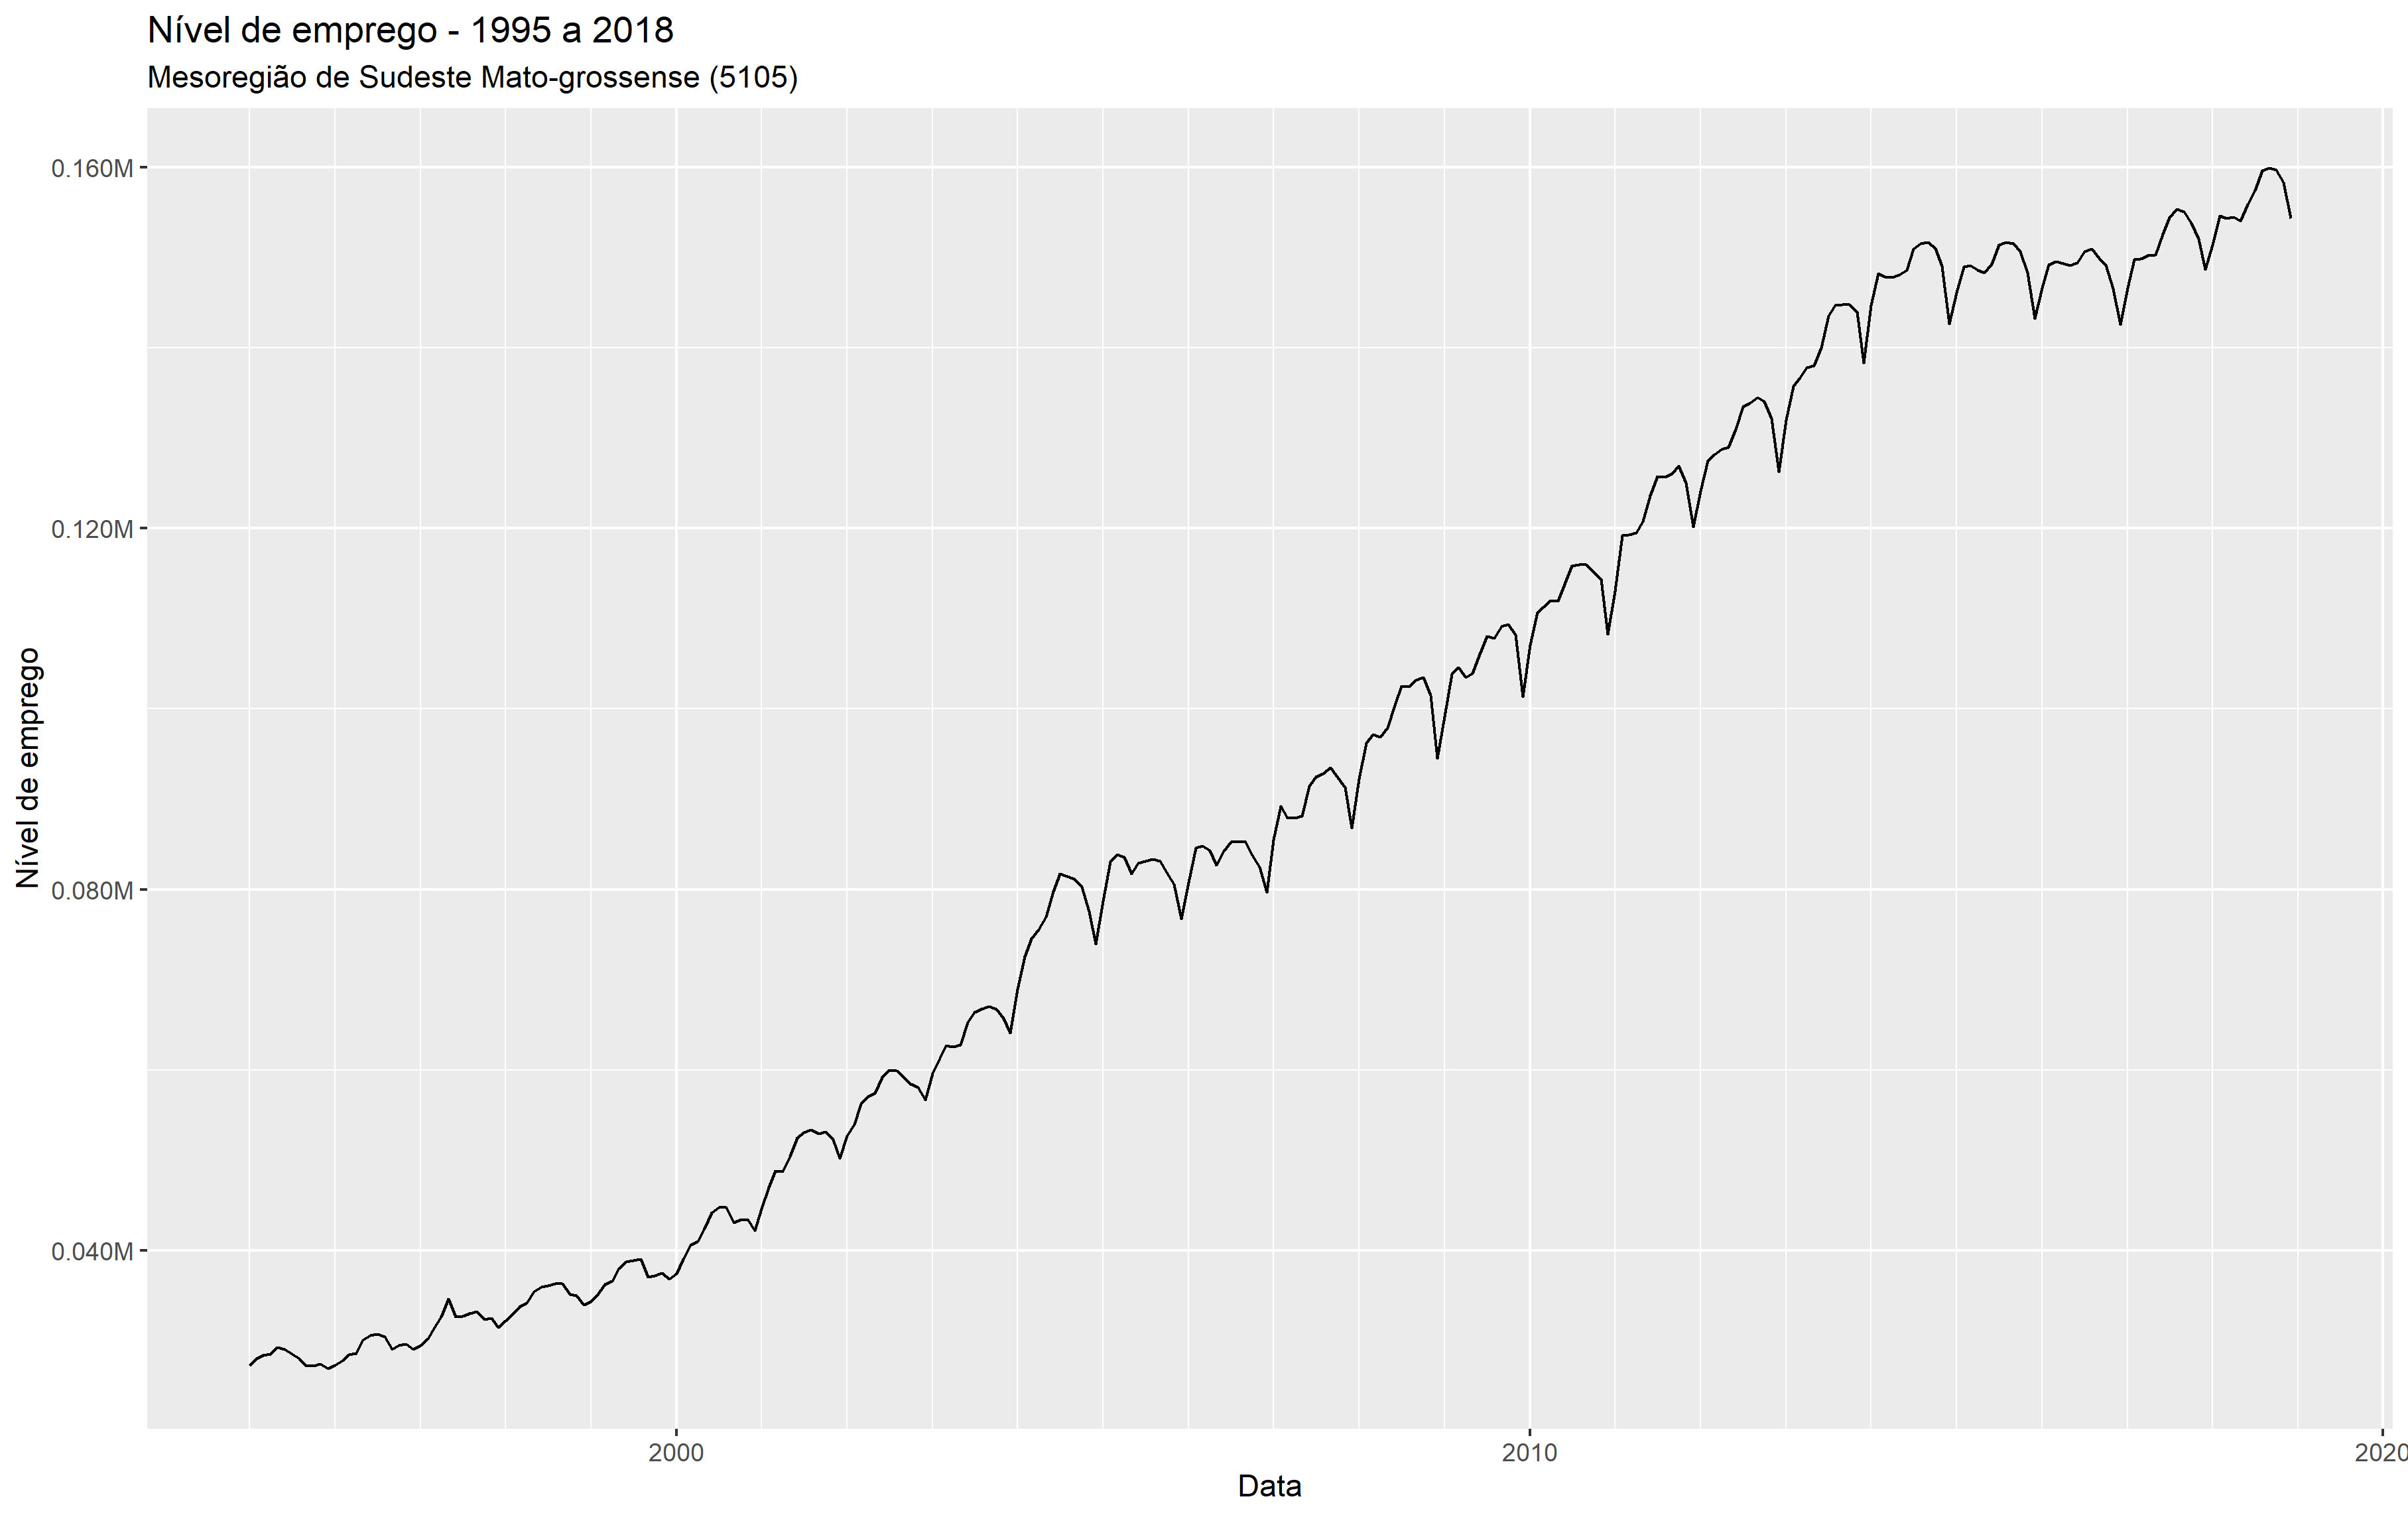 Nível de emprego - 1995 a 2018
Mesoregião de Sudeste Mato-grossense (5105)
0.160M
0.120M
0.080M
0.040M
Nível de emprego
2000
2010
2020
Data